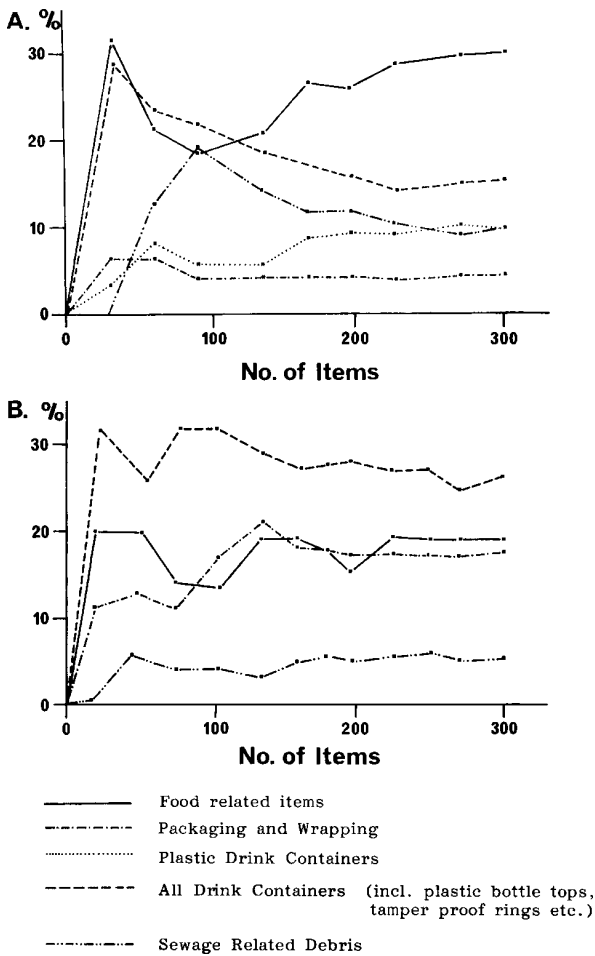 A. %
30
20
10
0
0 100 200 300
No. of Items
B. %
30
20
10
0
0 100 200 300
No. of Items
Food related items
Packaging and Wrapping
Plastic Drink Containers
All Drink Containers (incl. plastic bottle tops,
tamper proof rings etc.)
Sewage Related Debris